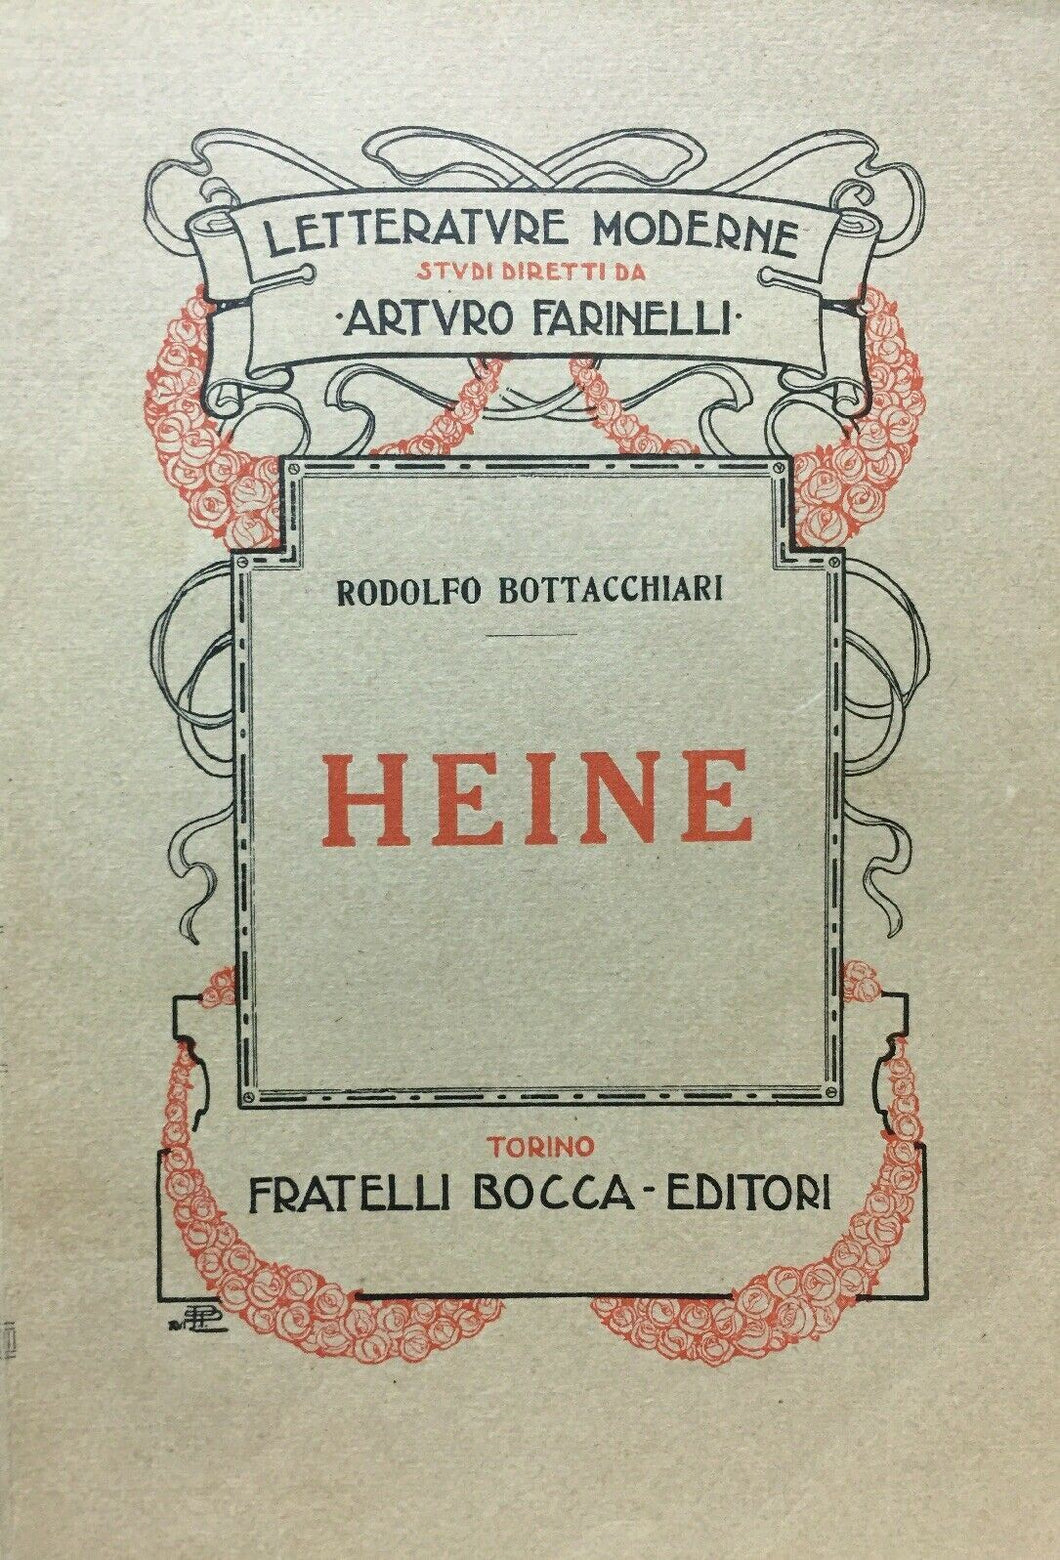 LETTERATVRE MODERNE
STVDI DIRETTI DA
·ARTVRO FARINELLI·
RODOLFO BOTTACCHIARI
HEINE
TORINO
FRATELLI BOCCA - EDITORI